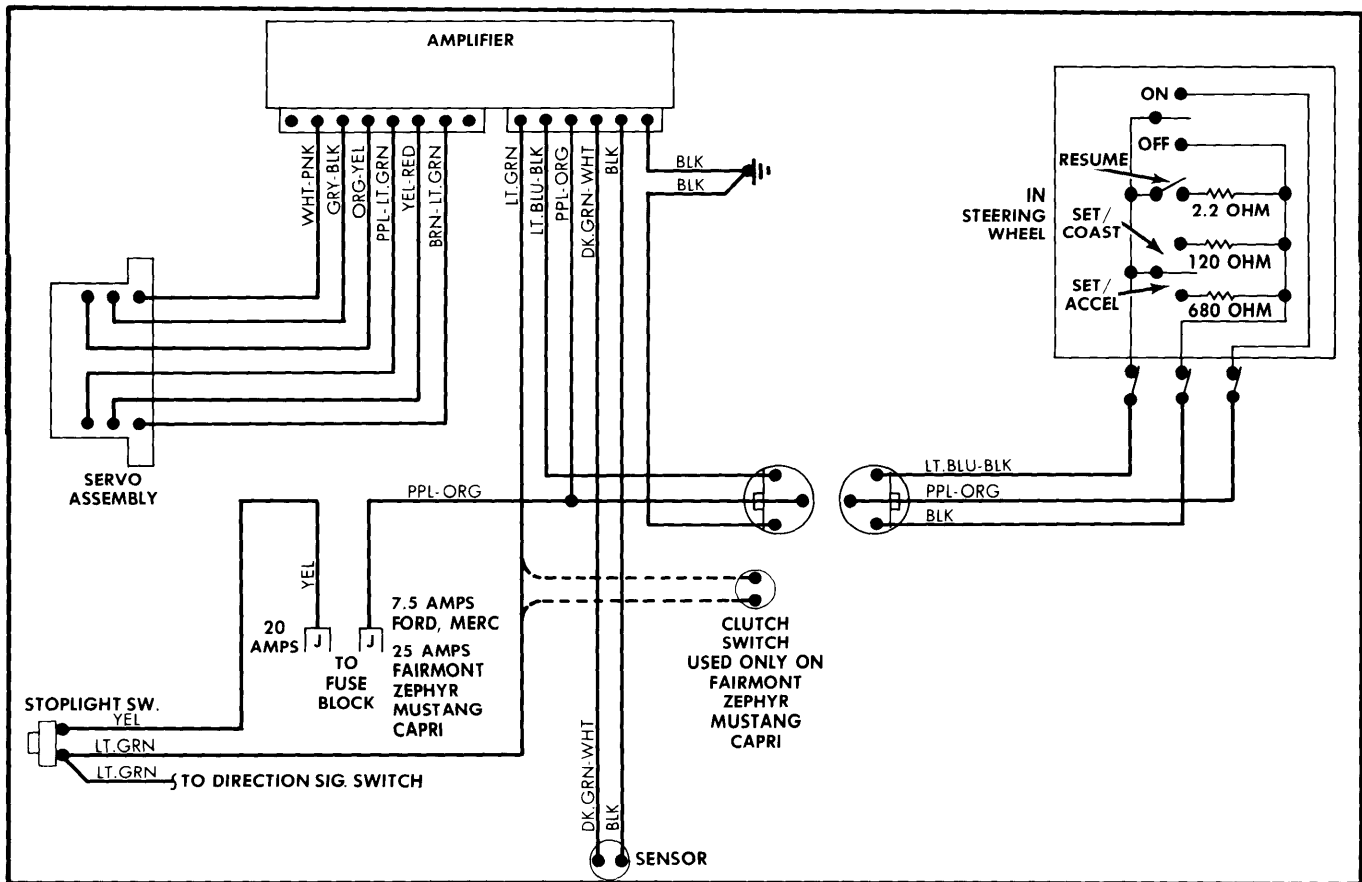 AMPLIFIER
WHT-PNK
GRY-BLK
ORG-YEL
PPL-LT.GRN
YEL-RED
BRN-LT.GRN
LT.GRN
LT.BLU-BLK
PPL-ORG
DK.GRN-WHT
BLK
BLK
BLK
IN
STEERING
WHEEL
ON
OFF
RESUME
2.2 OHM
SET/
COAST
120 OHM
SET/
ACCEL
680 OHM
SERVO
ASSEMBLY
PPL-ORG
LT.BLU-BLK
PPL-ORG
BLK
YEL
20
AMPS
J
J
TO
FUSE
BLOCK
7.5 AMPS
FORD, MERC
25 AMPS
FAIRMONT
ZEPHYR
MUSTANG
CAPRI
CLUTCH
SWITCH
USED ONLY ON
FAIRMONT
ZEPHYR
MUSTANG
CAPRI
STOPLIGHT SW.
YEL
LT.GRN
LT.GRN
TO DIRECTION SIG. SWITCH
DK.GRN-WHT
BLK
SENSOR